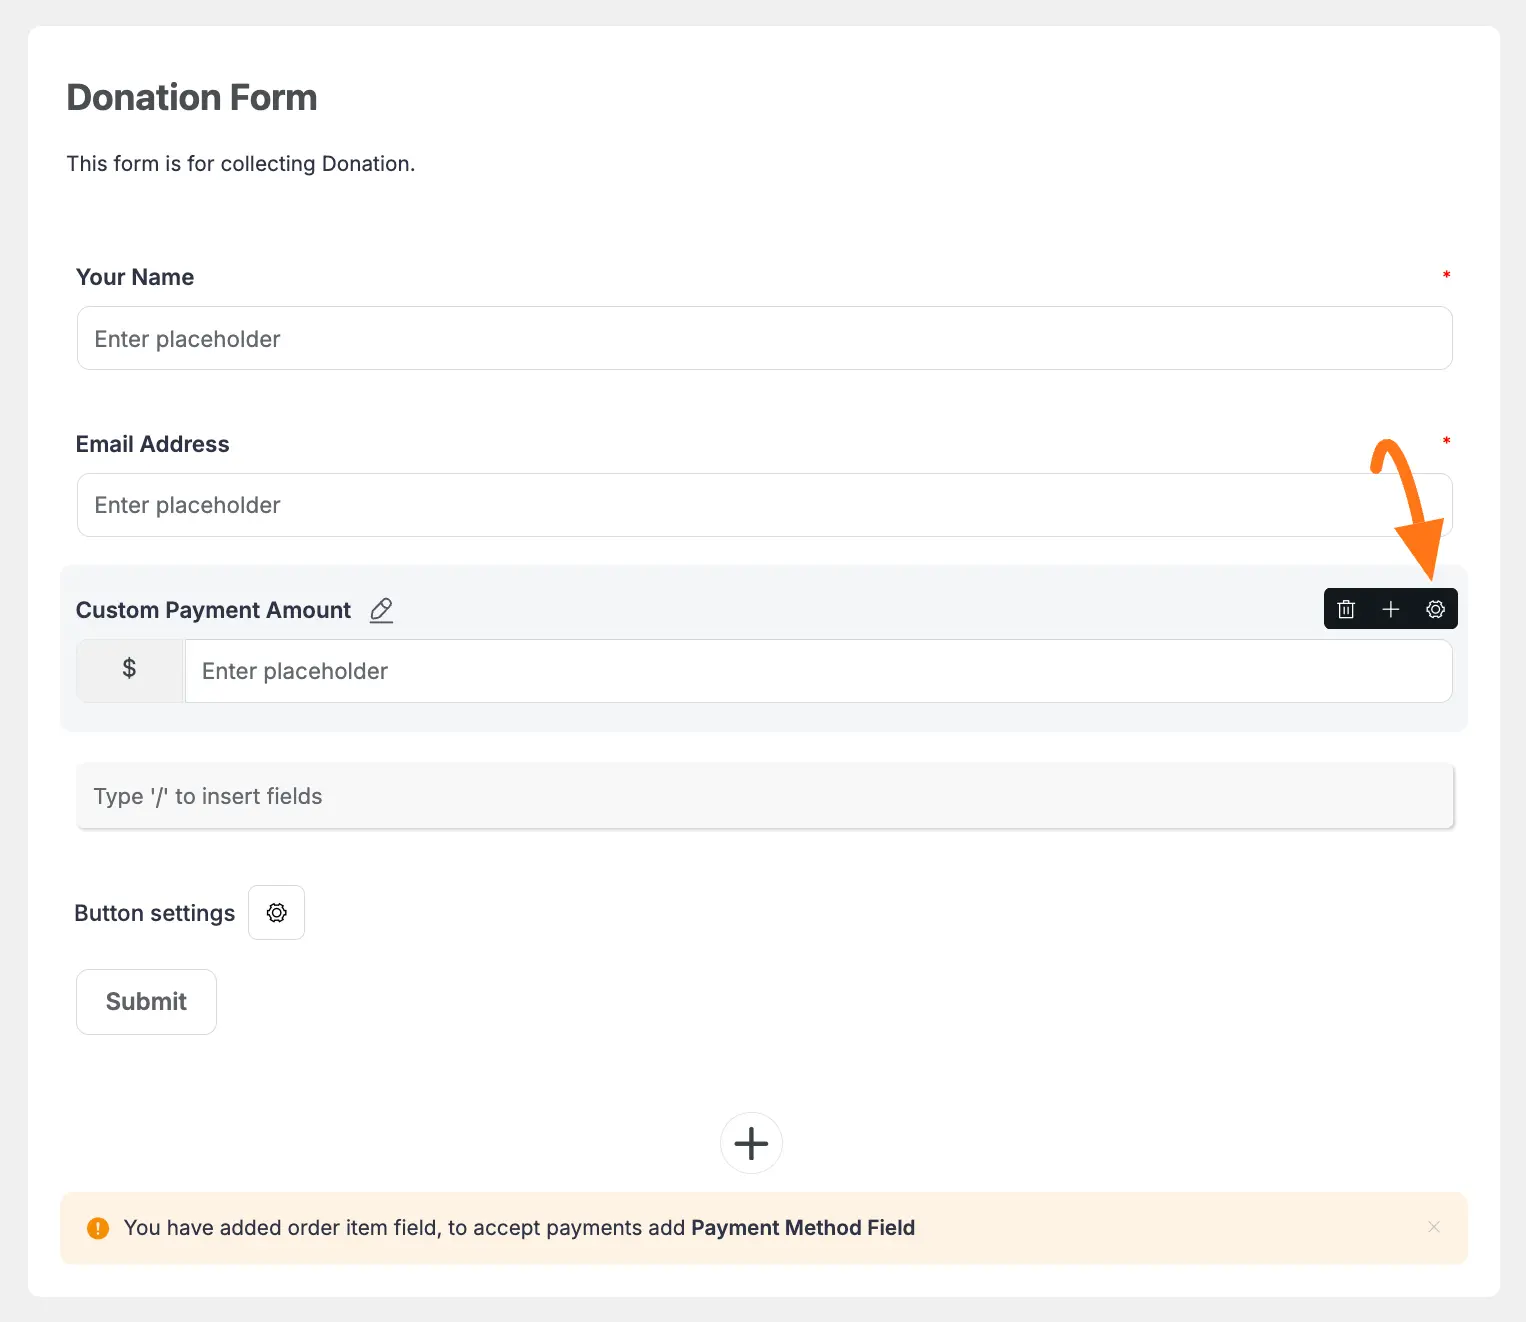 Donation Form
This form is for collecting Donation.
Your Name *
Enter placeholder
Email Address *
Enter placeholder
Custom Payment Amount
$ Enter placeholder
Type '/' to insert fields
Button settings
Submit
You have added order item field, to accept payments add Payment Method Field